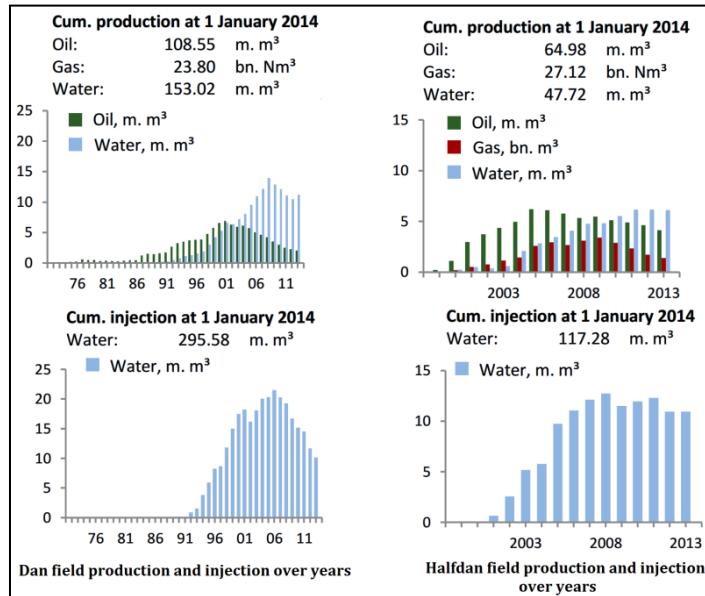 Cum. production at 1 January 2014
Oil: 108.55 m. m³
Gas: 23.80 bn. Nm³
Water: 153.02 m. m³
25
20
15
10
5
0
Oil, m. m³
Water, m. m³
76 81 86 91 96 01 06 11
Cum. injection at 1 January 2014
Water: 295.58 m. m³
25
20
15
10
5
0
Water, m. m³
76 81 86 91 96 01 06 11
Dan field production and injection over years
Cum. production at 1 January 2014
Oil: 64.98 m. m³
Gas: 27.12 bn. Nm³
Water: 47.72 m. m³
15
10
5
0
Oil, m. m³
Gas, bn. m³
Water, m. m³
2003 2008 2013
Cum. injection at 1 January 2014
Water: 117.28 m. m³
15
10
5
0
Water, m. m³
2003 2008 2013
Halfdan field production and injection
over years